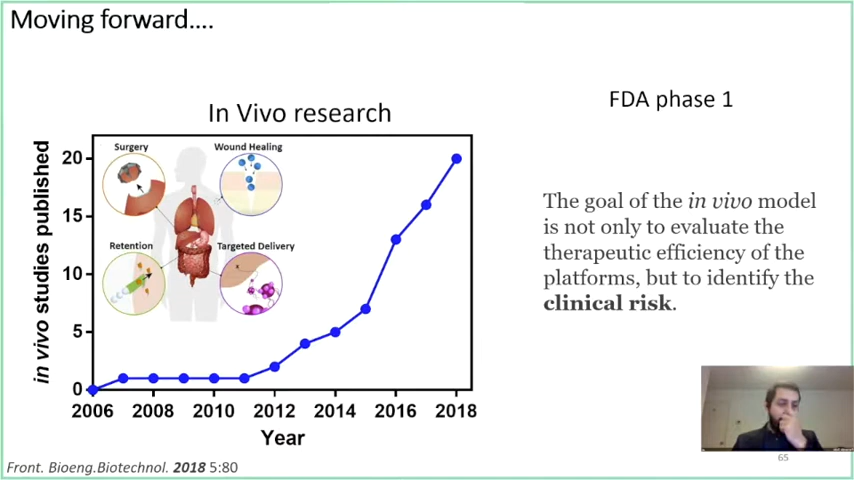 Moving forward....
In Vivo research
FDA phase 1
in vivo studies published
20
15
10
5
0
Surgery
Wound Healing
Retention
Targeted Delivery
2006 2008 2010 2012 2014 2016 2018
Year
The goal of the in vivo model
is not only to evaluate the
therapeutic efficiency of the
platforms, but to identify the
clinical risk.
65
Front. Bioeng.Biotechnol. 2018 5:80